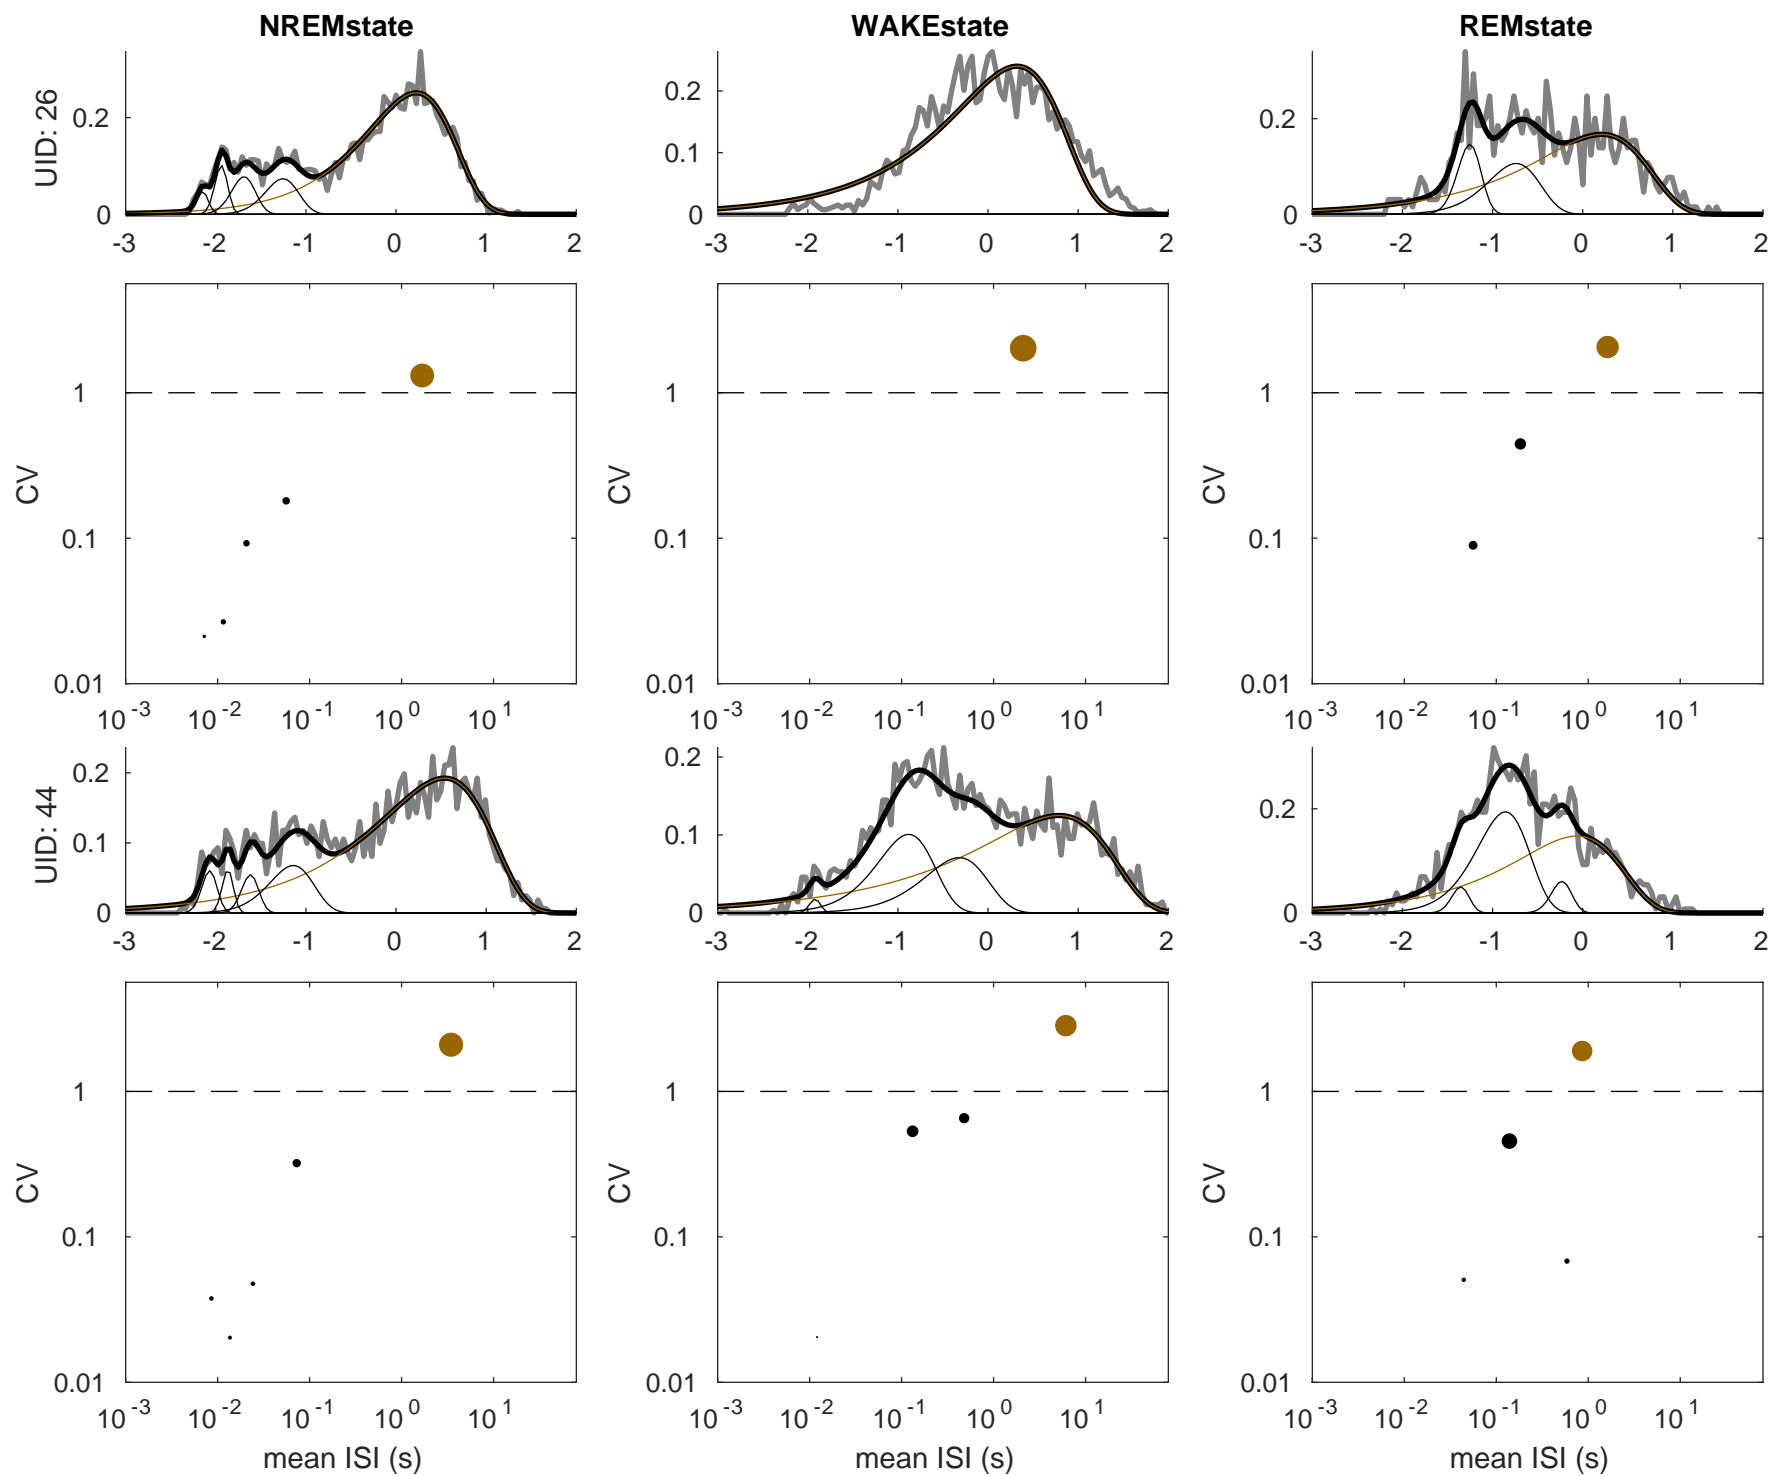 NREMstate WAKEstate REMstate
UID: 26
0.2 0.2 0.2
0.1
0 0 0
-3 -2 -1 0 1 2 -3 -2 -1 0 1 2 -3 -2 -1 0 1 2
CV CV CV
1 1 1
0.1 0.1 0.1
0.01 0.01 0.01
10^-3 10^-2 10^-1 10^0 10^1 10^-3 10^-2 10^-1 10^0 10^1 10^-3 10^-2 10^-1 10^0 10^1
UID: 44
0.2 0.2 0.2
0.1 0.1
0 0 0
-3 -2 -1 0 1 2 -3 -2 -1 0 1 2 -3 -2 -1 0 1 2
CV CV CV
1 1 1
0.1 0.1 0.1
0.01 0.01 0.01
10^-3 10^-2 10^-1 10^0 10^1 10^-3 10^-2 10^-1 10^0 10^1 10^-3 10^-2 10^-1 10^0 10^1
mean ISI (s) mean ISI (s) mean ISI (s)